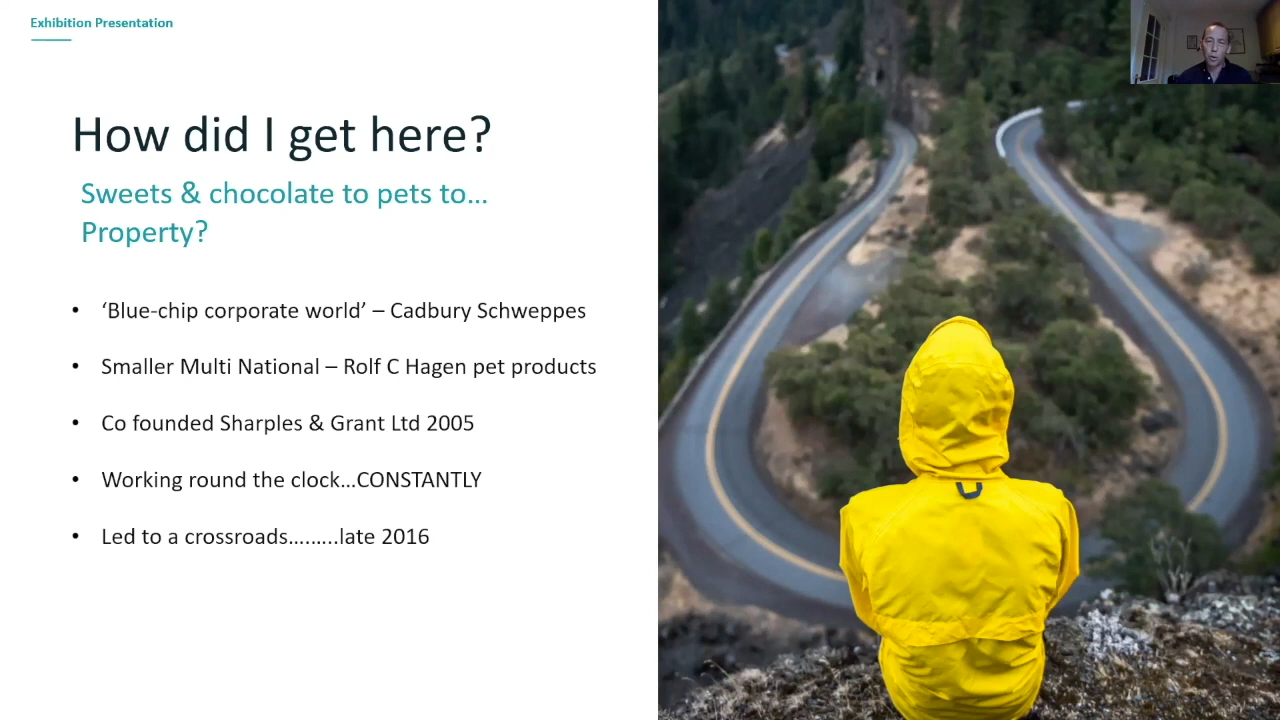 Exhibition Presentation
How did I get here?
Sweets & chocolate to pets to...
Property?
• ‘Blue-chip corporate world’ – Cadbury Schweppes
• Smaller Multi National – Rolf C Hagen pet products
• Co founded Sharples & Grant Ltd 2005
• Working round the clock...CONSTANTLY
• Led to a crossroads.........late 2016